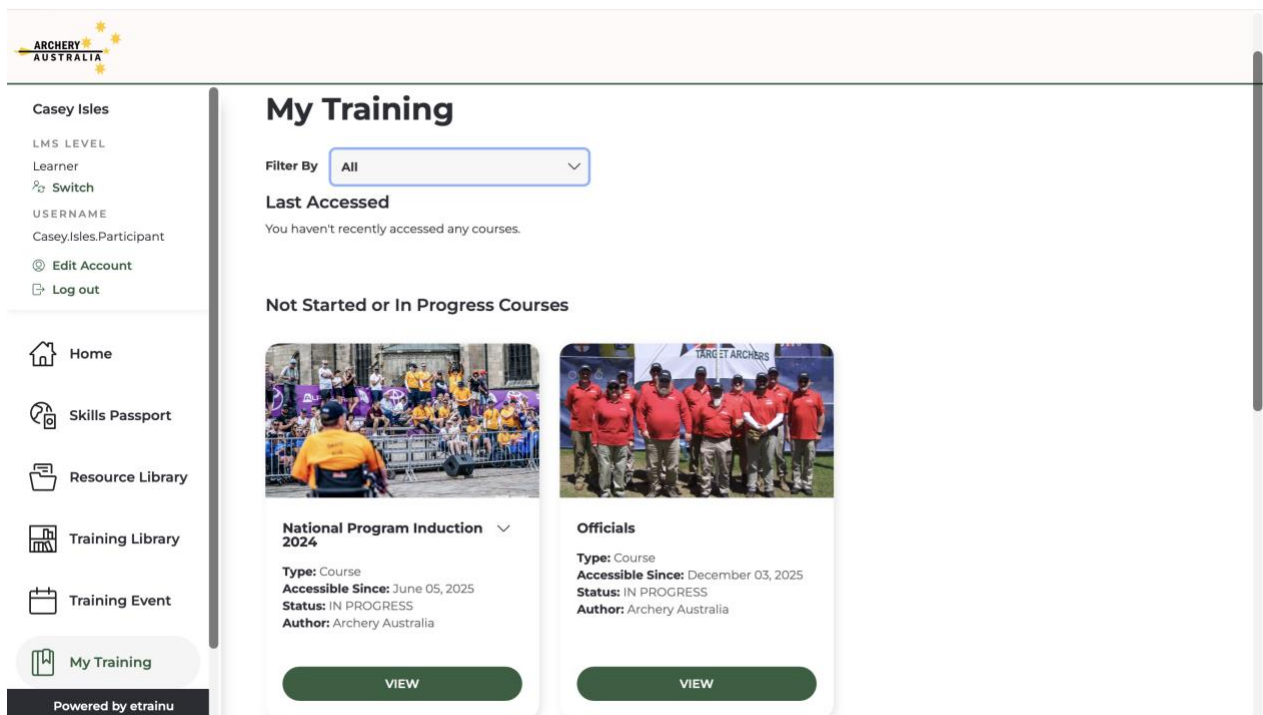 ARCHERY
AUSTRALIA
Casey Isles
LMS LEVEL
Learner
Switch
USERNAME
Casey.Isles.Participant
Edit Account
Log out
Home
Skills Passport
Resource Library
Training Library
Training Event
My Training
Powered by etrainu
My Training
Filter By All
Last Accessed
You haven't recently accessed any courses.
Not Started or In Progress Courses
National Program Induction
2024
Type: Course
Accessible Since: June 05, 2025
Status: IN PROGRESS
Author: Archery Australia
VIEW
TARGET ARCHERS
Officials
Type: Course
Accessible Since: December 03, 2025
Status: IN PROGRESS
Author: Archery Australia
VIEW